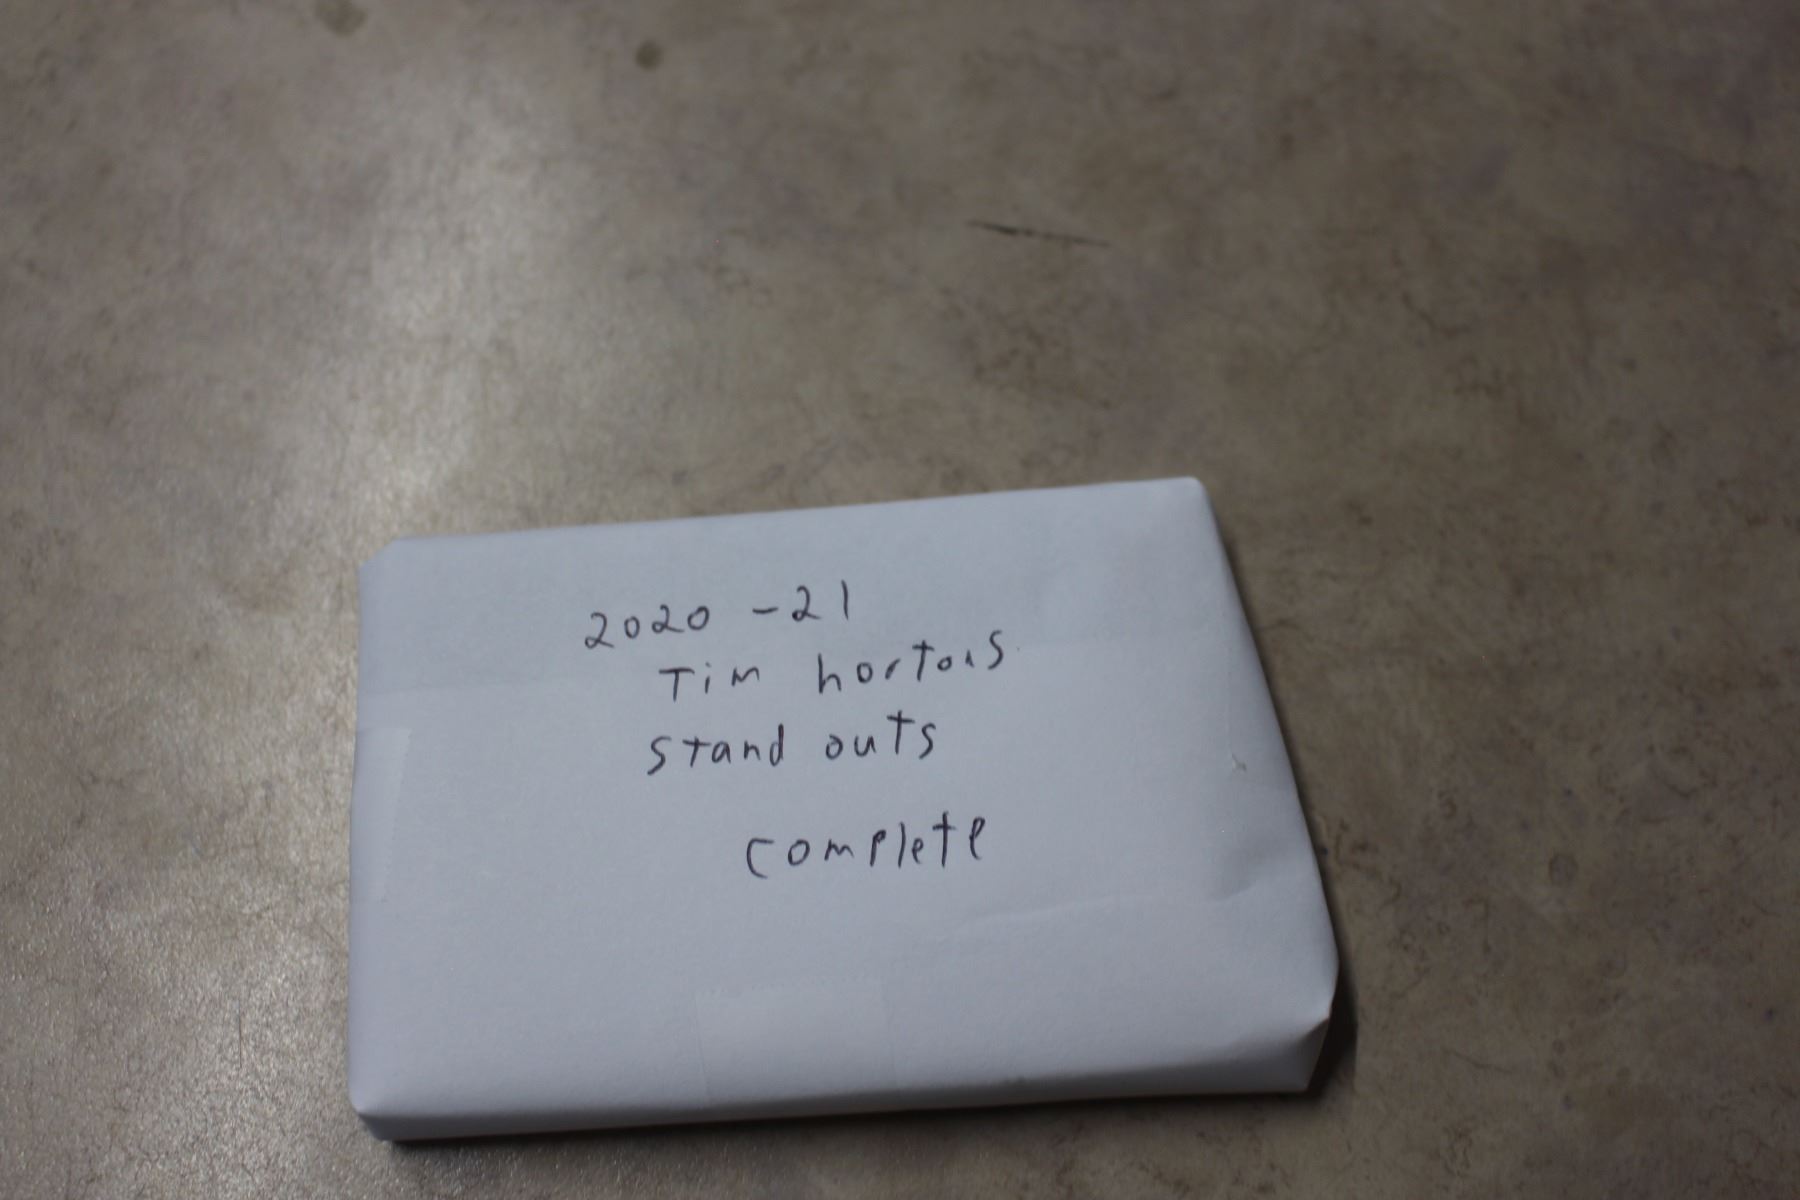 2020 -21
Tim hortons
stand outs
complete